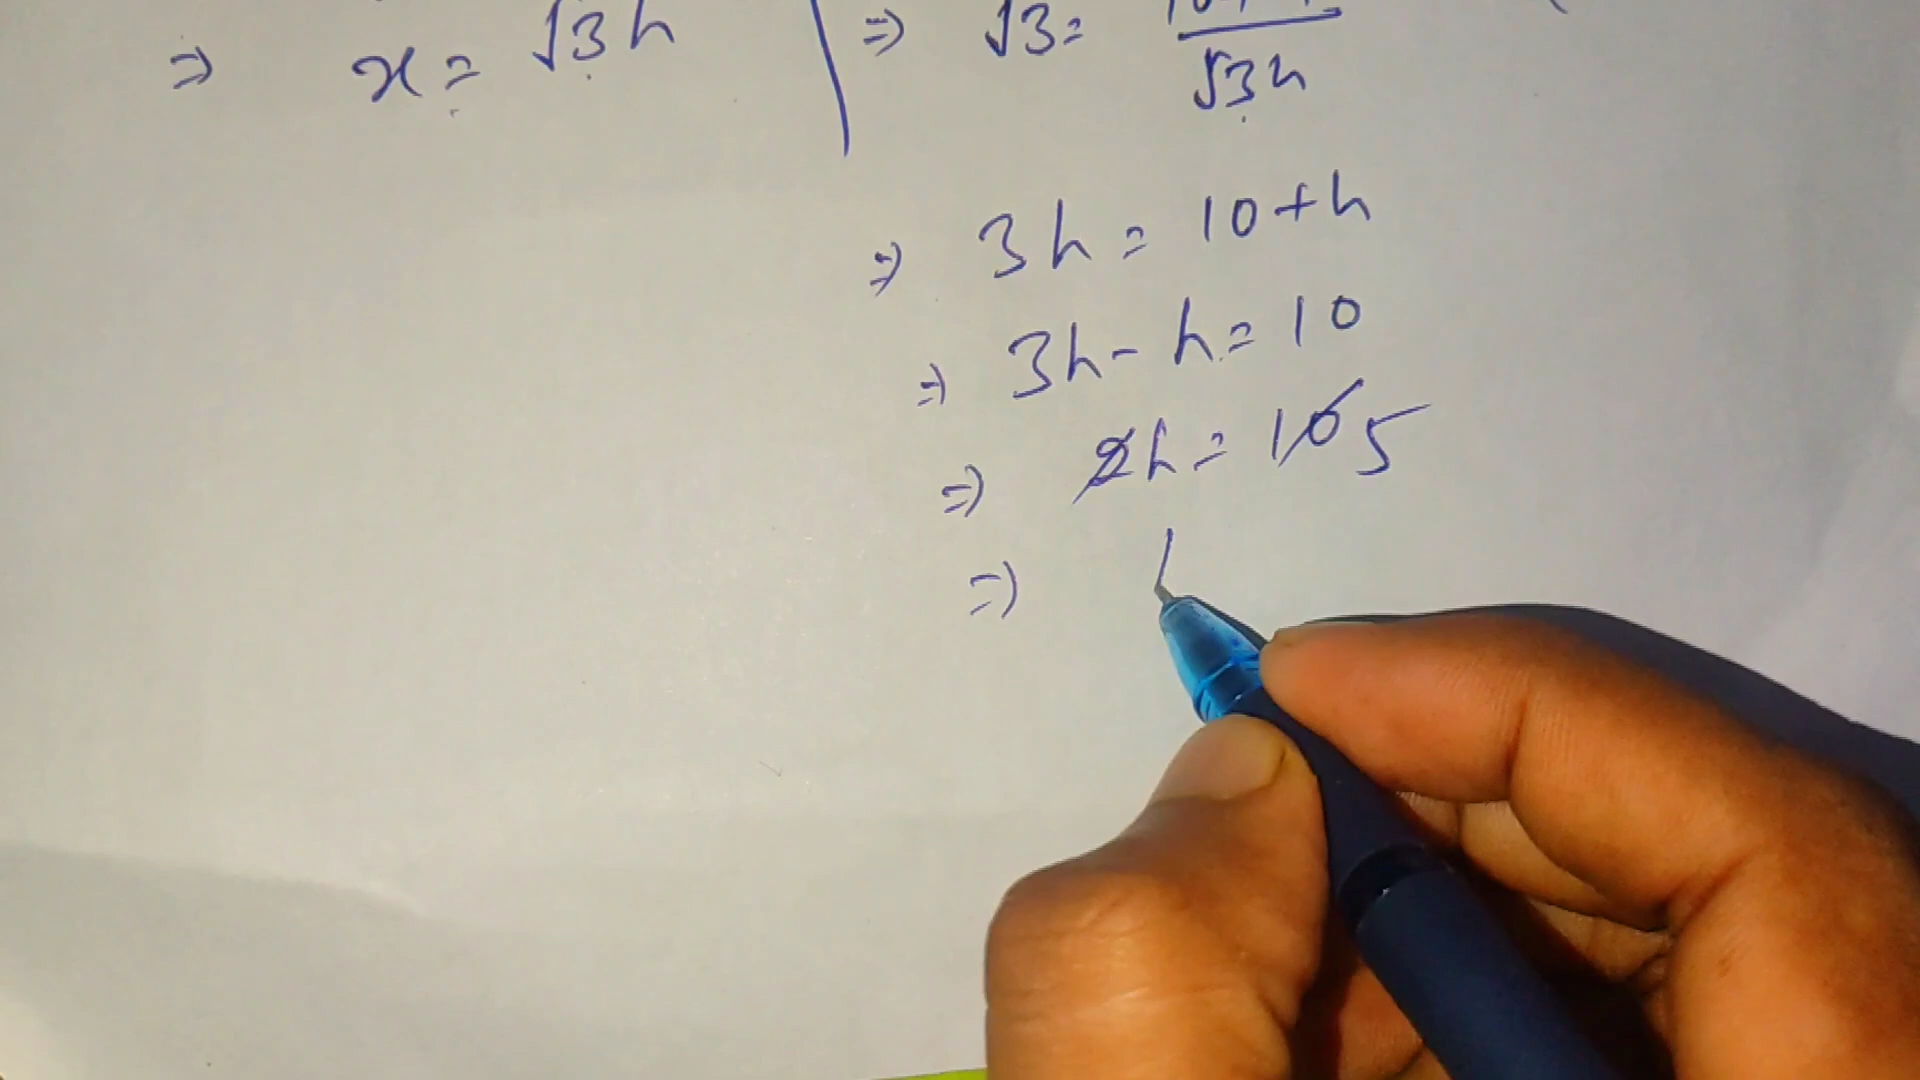 ⇒ x = √3h
⇒ √3 = 10+h/√3h
⇒ 3h = 10+h
⇒ 3h - h = 10
⇒ 2h = 10 5
⇒